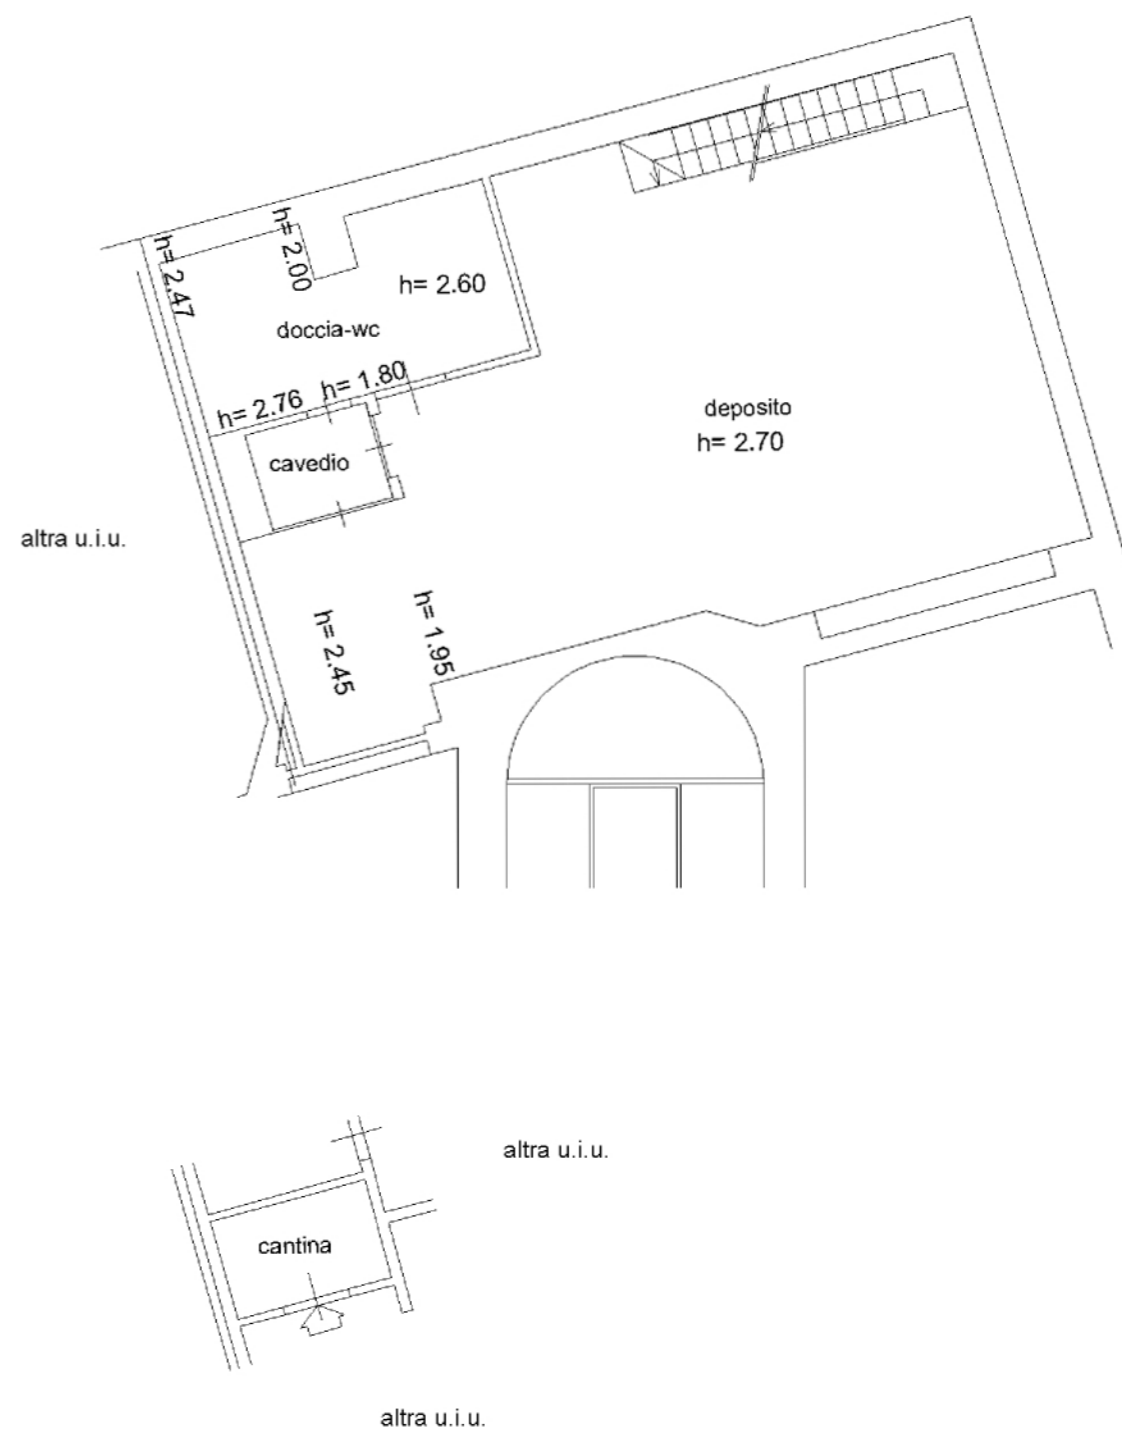 h= 2.47
h= 2.00
h= 2.60
doccia-wc
h= 2.76
h= 1.80
deposito
h= 2.70
cavedio
altra u.i.u.
h= 2.45
h= 1.95
altra u.i.u.
cantina
altra u.i.u.